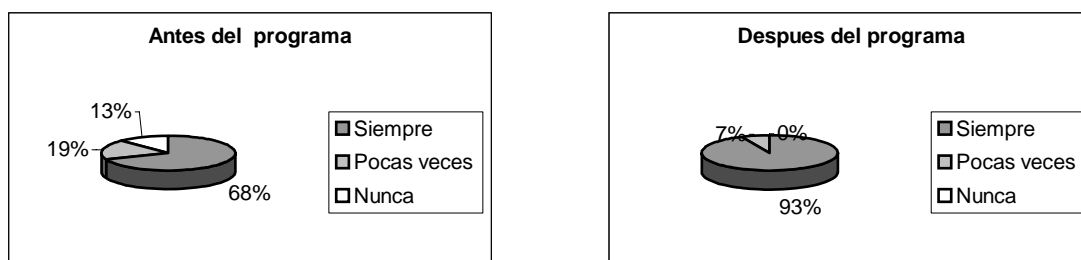 Antes del programa
13%
19%
68%
Siempre
Pocas veces
Nunca
Despues del programa
7%
0%
93%
Siempre
Pocas veces
Nunca